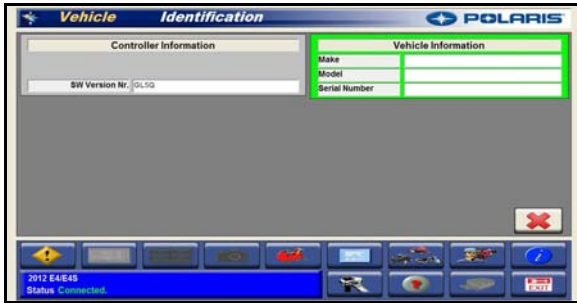 Vehicle Identification
POLARIS
Controller Information
SW Version Nr. GLSQ
Vehicle Information
Make
Model
Serial Number
2012 E4/E4S
Status Connected.
EXIT